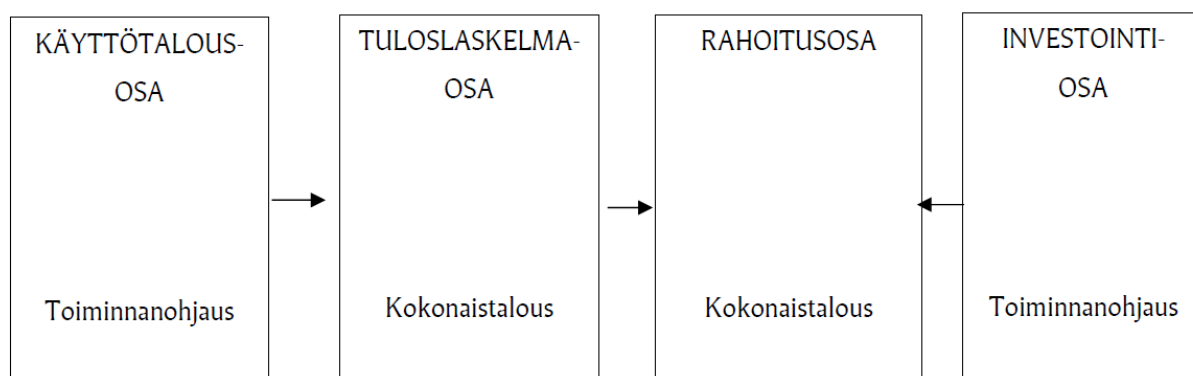 KÄYTTÖTALOUS-
OSA
Toiminnanohjaus
TULOSLASKELMA-
OSA
Kokonaistalous
RAHOITUSOSA
Kokonaistalous
INVESTOINTI-
OSA
Toiminnanohjaus